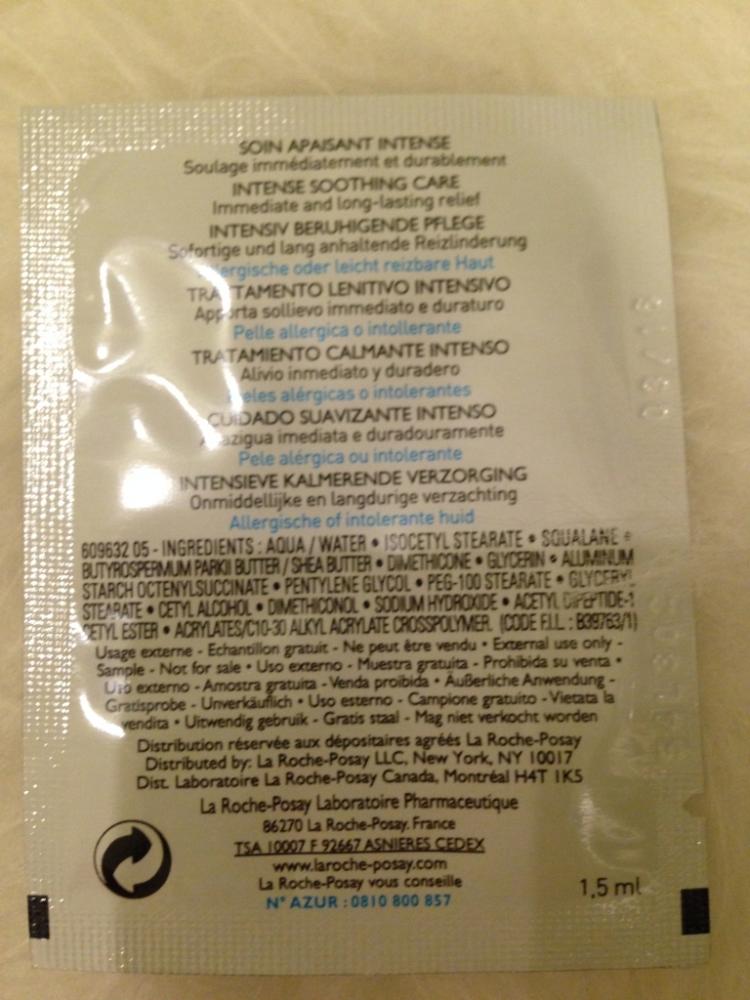 SOIN APAISANT INTENSE
Soulage immédiatement et durablement
INTENSE SOOTHING CARE
Immediate and long-lasting relief
INTENSIV BERUHIGENDE PFLEGE
Sofortige und lang anhaltende Reizlinderung
lergische oder leicht reizbare Haut
TRATTAMENTO LENITIVO INTENSIVO
Apporta sollievo immediato e duraturo
Pelle allergica o intollerante
TRATAMIENTO CALMANTE INTENSO
Alivio inmediato y duradero
eles alérgicas o intolerantes
CUIDADO SUAVIZANTE INTENSO
azigua imediata e duradouramente
Pele alérgica ou intolerante
INTENSIEVE KALMERENDE VERZORGING
Onmiddellijke en langdurige verzachting
Allergische of intolerante huid
609632 05 - INGREDIENTS : AQUA / WATER • ISOCETYL STEARATE • SQUALANE •
BUTYROSPERMUM PARKII BUTTER / SHEA BUTTER • DIMETHICONE • GLYCERIN • ALUMINUM
STARCH OCTENYLSUCCINATE • PENTYLENE GLYCOL • PEG-100 STEARATE • GLYCERYL
STEARATE • CETYL ALCOHOL • DIMETHICONOL • SODIUM HYDROXIDE • ACETYL DIPEPTIDE-1
CETYL ESTER • ACRYLATES/C10-30 ALKYL ACRYLATE CROSSPOLYMER. (CODE F.I.L. : B39763/1)
Usage externe - Echantillon gratuit - Ne peut être vendu • External use only -
Sample - Not for sale • Uso externo - Muestra gratuita - Prohibida su venta •
Uso externo - Amostra gratuita - Venda proibida • Äußerliche Anwendung -
Gratisprobe - Unverkäuflich • Uso esterno - Campione gratuito - Vietata la
vendita • Uitwendig gebruik - Gratis staal - Mag niet verkocht worden
Distribution réservée aux dépositaires agréés La Roche-Posay
Distributed by: La Roche-Posay LLC, New York, NY 10017
Dist. Laboratoire La Roche-Posay Canada, Montréal H4T 1K5
La Roche-Posay Laboratoire Pharmaceutique
86270 La Roche-Posay. France
TSA 10007 F 92667 ASNIERES CEDEX
www.laroche-posay.com
La Roche-Posay vous conseille
N° AZUR : 0810 800 857
1,5 ml